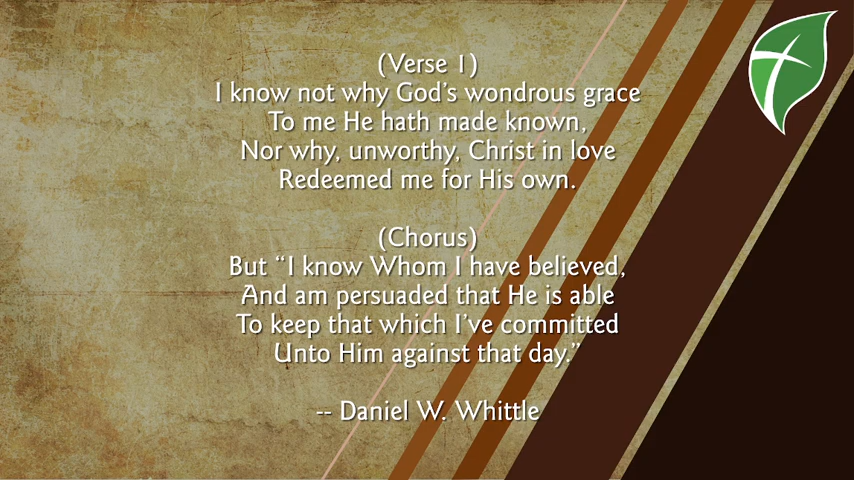 (Verse 1)
I know not why God's wondrous grace
To me He hath made known,
Nor why, unworthy, Christ in love
Redeemed me for His own.
(Chorus)
But “I know Whom I have believed,
And am persuaded that He is able
To keep that which I've committed
Unto Him against that day.”
-- Daniel W. Whittle